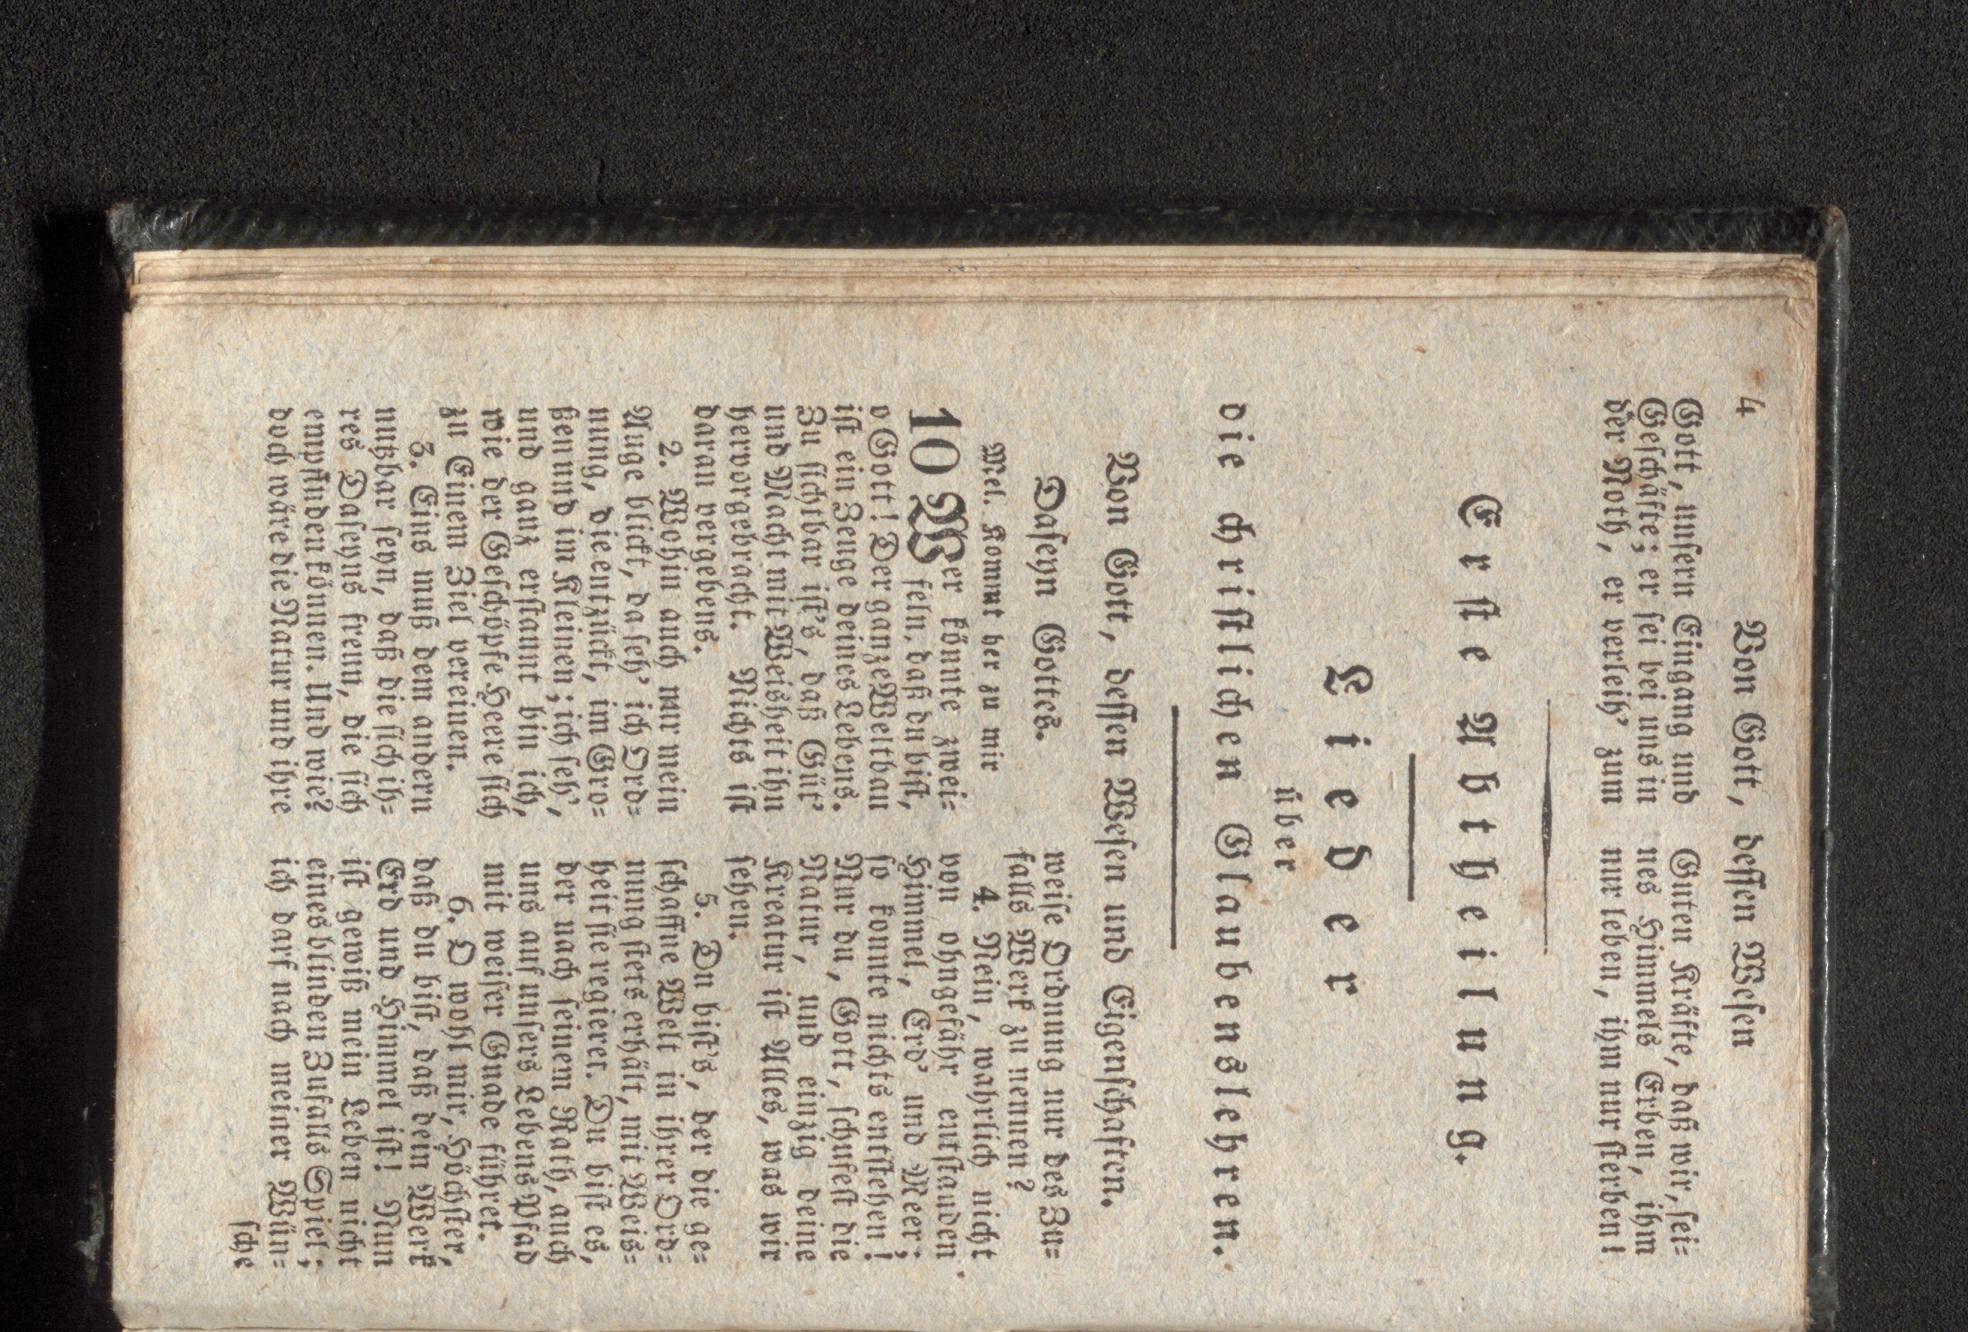 4
Von Gott, deſſen Weſen
Gott, unſern Eingang und
Geſchäfte; er ſei bei uns in
der Noth, er verleih' zum
Guten Kräfte, daß wir, ſei-
nes Himmels Erben, ihm
nur leben, ihm nur ſterben!
Erſte Abtheilung.
Lieder
über
die chriſtlichen Glaubenslehren.
Von Gott, deſſen Weſen und Eigenſchaften.
Daſeyn Gottes.
Mel. Kommt her zu mir
10 Wer könnte zwei-
feln, daß du biſt,
o Gott! Der ganze Weltbau
iſt ein Zeuge deines Lebens.
Zu ſichtbar iſt's, daß Güt'
und Macht mit Weisheit ihn
hervorgebracht. Nichts iſt
daran vergebens.
2. Wohin auch nur mein
Auge blickt, da ſeh' ich Ord-
nung, die entzückt, im Gro-
ßen und im Kleinen; ich ſeh',
und ganz erſtaunt bin ich,
wie der Geſchöpfe Heere ſich
zu Einem Ziel vereinen.
3. Eins muß dem andern
nutzbar ſeyn, daß die ſich ih-
res Daſeyns freun, die ſich
empfinden können. Und wie?
doch wäre die Natur und ihre
weiſe Ordnung nur des Zu-
falls Werk zu nennen?
4. Nein, wahrlich nicht
von ohngefähr entſtanden
Himmel, Erd' und Meer;
ſo konnte nichts entſtehen!
Nur du, Gott, ſchufeſt die
Natur, und einzig deine
Kreatur iſt Alles, was wir
ſehen.
5. Du biſt's, der die ge-
ſchaffne Welt in ihrer Ord-
nung ſtets erhält, mit Weis-
heit ſie regieret. Du biſt es,
der nach ſeinem Rath, auch
uns auf unſers Lebens Pfad
mit weiſer Gnade führet.
6. O wohl mir, Höchſter,
daß du biſt, daß dein Werk
Erd und Himmel iſt! Nun
iſt gewiß mein Leben nicht
eines blinden Zufalls Spiel;
ich darf nach meiner Wün-
ſche